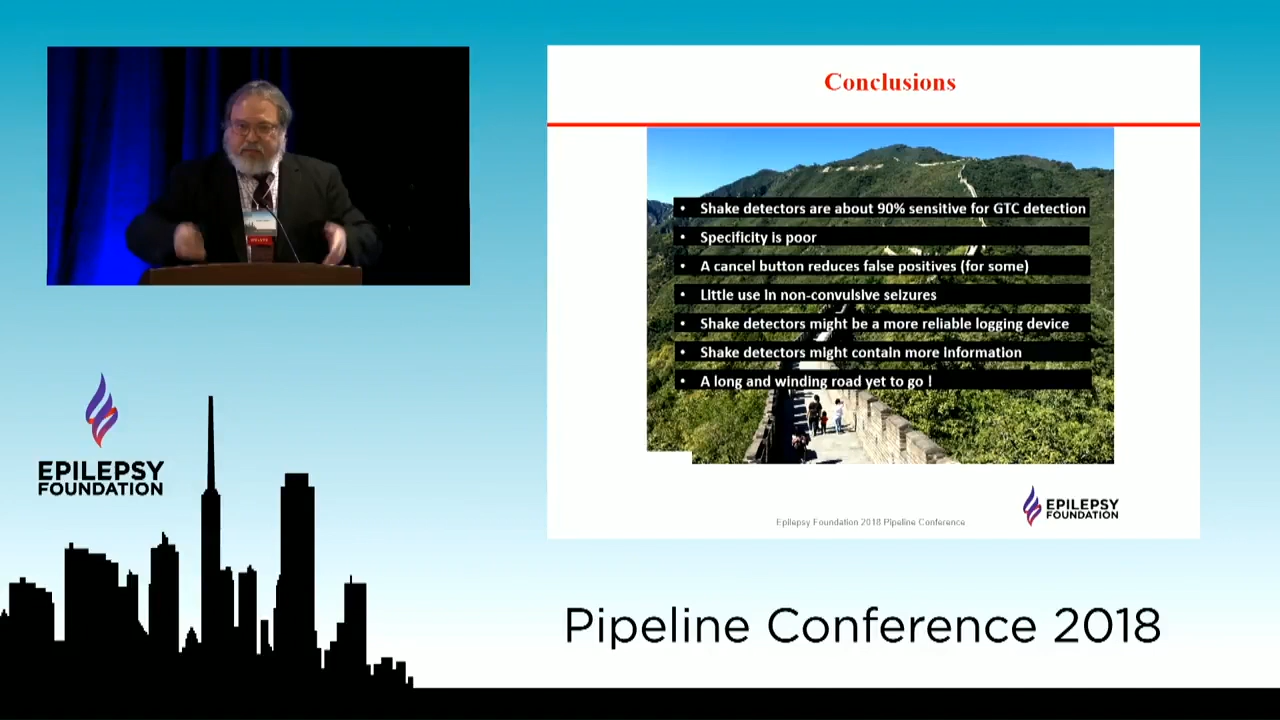 Conclusions
• Shake detectors are about 90% sensitive for GTC detection
• Specificity is poor
• A cancel button reduces false positives (for some)
• Little use in non-convulsive seizures
• Shake detectors might be a more reliable logging device
• Shake detectors might contain more information
• A long and winding road yet to go !
EPILEPSY
FOUNDATION
Epilepsy Foundation 2018 Pipeline Conference
EPILEPSY
FOUNDATION
Pipeline Conference 2018